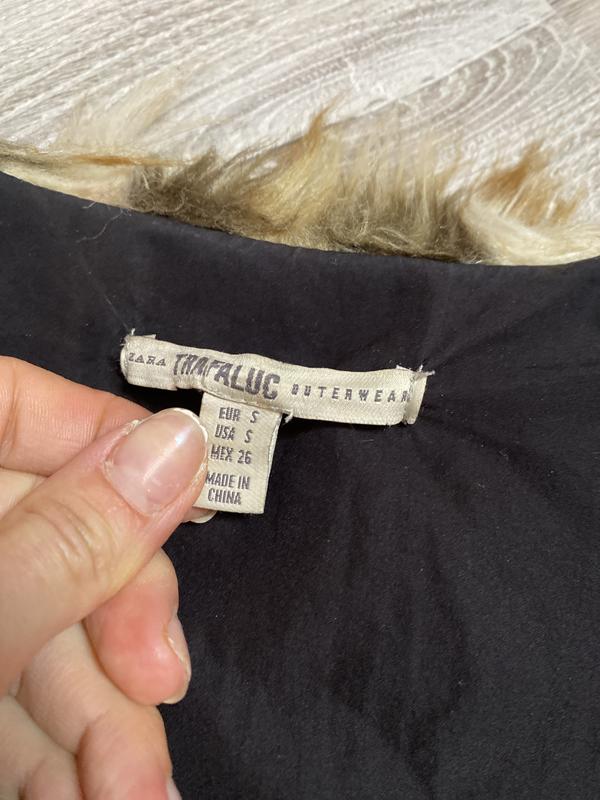 ZARA TRAFALUC OUTERWEAR
EUR S
USA S
MEX 26
MADE IN
CHINA